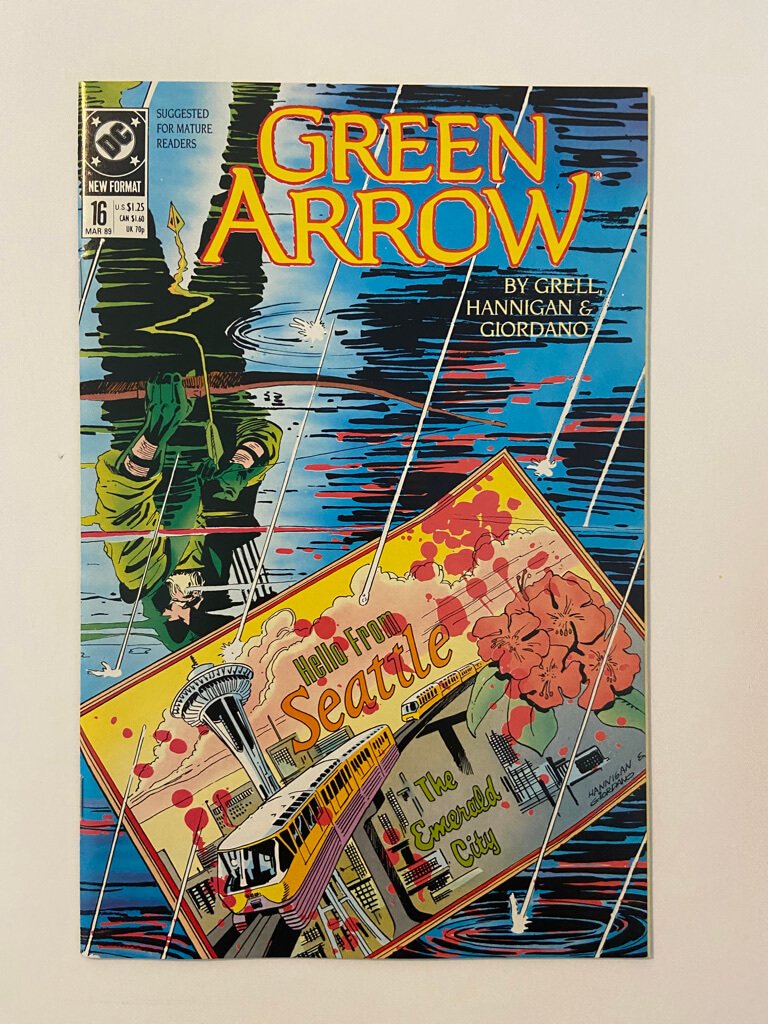 DC
NEW FORMAT
16
MAR 89
U.S $1.25
CAN $1.60
UK 70p
SUGGESTED
FOR MATURE
READERS
GREEN
ARROW®
BY GRELL,
HANNIGAN &
GIORDANO
Hello From
Seattle
The
Emerald
City
HANNIGAN &
GIORDANO